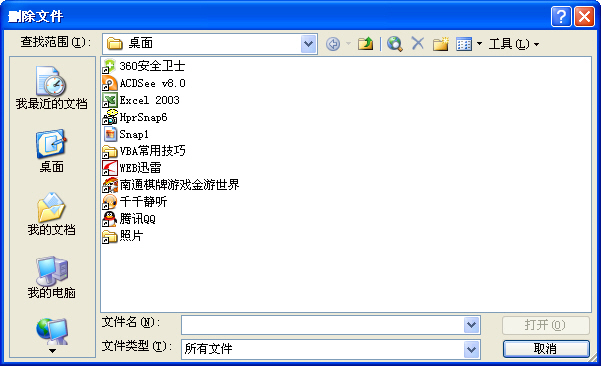 删除文件
查找范围(I):
桌面
工具(L)
我最近的文档
桌面
我的文档
我的电脑
360安全卫士
ACDSee v8.0
Excel 2003
HprSnap6
Snap1
VBA常用技巧
WEB迅雷
南通棋牌游戏金游世界
千千静听
腾讯QQ
照片
文件名(N):
打开(O)
文件类型(T):
所有文件
取消